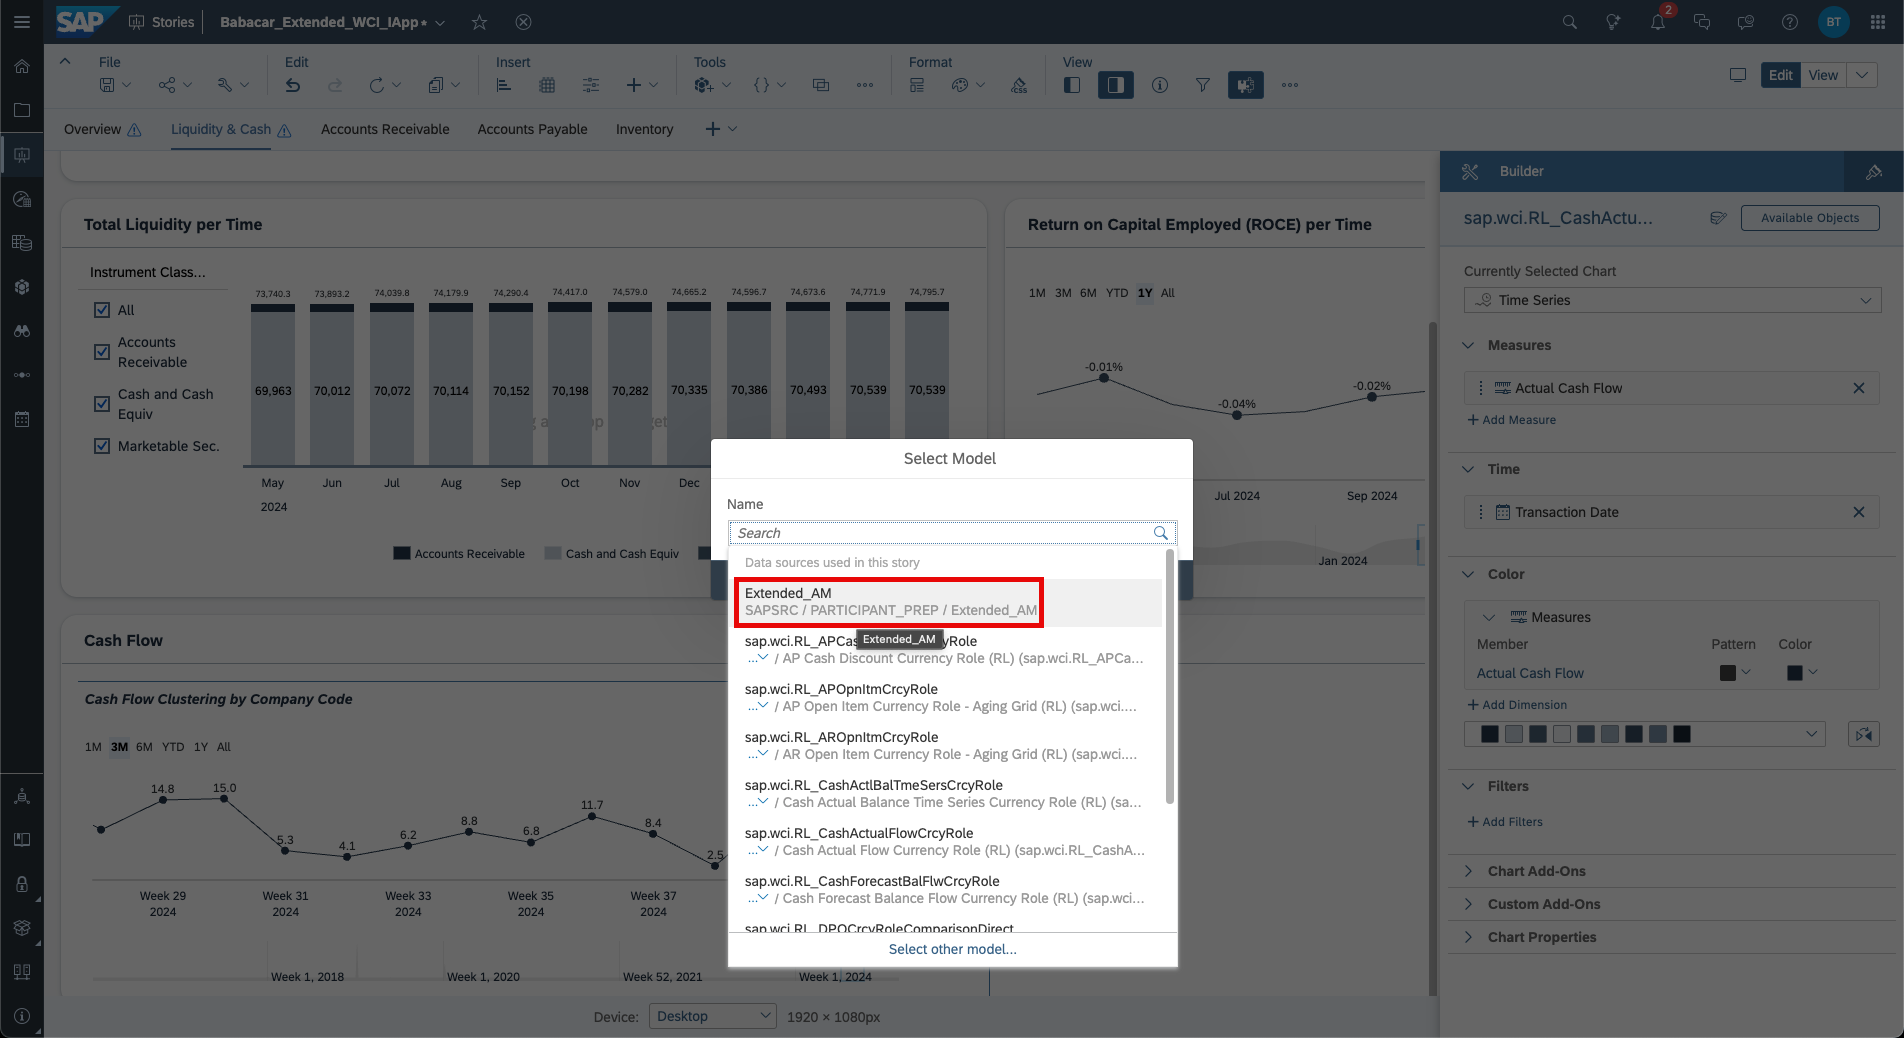 SAP Stories Babacar_Extended_WCI_IApp* 2 BT
File Edit Insert Tools Format View
CSS Edit View
Overview Liquidity & Cash Accounts Receivable Accounts Payable Inventory
Total Liquidity per Time
Instrument Class...
All
Accounts
Receivable
Cash and Cash
Equiv
Marketable Sec.
73,740.3 73,893.2 74,039.8 74,179.9 74,290.4 74,417.0 74,579.0 74,665.2 74,596.7 74,673.6 74,771.9 74,795.7
69,963 70,012 70,072 70,114 70,152 70,198 70,282 70,335 70,386 70,493 70,539 70,539
May Jun Jul Aug Sep Oct Nov Dec
2024
Accounts Receivable Cash and Cash Equiv
Return on Capital Employed (ROCE) per Time
1M 3M 6M YTD 1Y All
-0.01%
-0.04%
-0.02%
Jul 2024 Sep 2024
Jan 2024
Cash Flow
Cash Flow Clustering by Company Code
1M 3M 6M YTD 1Y All
14.8 15.0 5.3 4.1 6.2 8.8 6.8 11.7 8.4 2.5
Week 29 Week 31 Week 33 Week 35 Week 37
2024 2024 2024 2024 2024
Week 1, 2018 Week 1, 2020 Week 52, 2021 Week 1, 2024
Device: Desktop 1920 × 1080px
Select Model
Name
Search
Data sources used in this story
Extended_AM
SAPSRC / PARTICIPANT_PREP / Extended_AM
Extended_AM
sap.wci.RL_APCas yRole
... / AP Cash Discount Currency Role (RL) (sap.wci.RL_APCa...
sap.wci.RL_APOpnItmCrcyRole
... / AP Open Item Currency Role - Aging Grid (RL) (sap.wci....
sap.wci.RL_AROpnItmCrcyRole
... / AR Open Item Currency Role - Aging Grid (RL) (sap.wci....
sap.wci.RL_CashActlBalTmeSersCrcyRole
... / Cash Actual Balance Time Series Currency Role (RL) (sa...
sap.wci.RL_CashActualFlowCrcyRole
... / Cash Actual Flow Currency Role (RL) (sap.wci.RL_CashA...
sap.wci.RL_CashForecastBalFlwCrcyRole
... / Cash Forecast Balance Flow Currency Role (RL) (sap.wci...
sap.wci.RL_DPOCrcyRoleComparisonDirect
Select other model...
Builder
sap.wci.RL_CashActu... Available Objects
Currently Selected Chart
Time Series
Measures
Actual Cash Flow
+ Add Measure
Time
Transaction Date
Color
Measures
Member Pattern Color
Actual Cash Flow
+ Add Dimension
Filters
+ Add Filters
Chart Add-Ons
Custom Add-Ons
Chart Properties